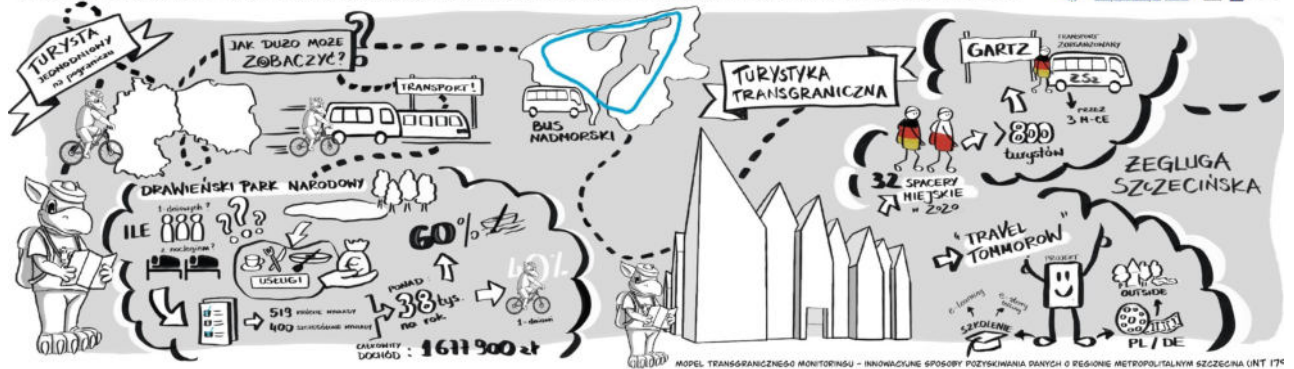 TURYSTA
JEDNODNIOWY
na pograniczu
JAK DUŻO MOŻE
ZOBACZYĆ?
?
TRANSPORT!
BUS
NADMORSKI
DRAWIEŃSKI PARK NARODOWY
ILE
1-dniowych?
z noclegiem?
???
USŁUGI
519
400
PONAD
38 tys.
na rok
60%
40%
1-dniowi
CAŁKOWITY
DOCHÓD : 1 677 900 zł
TURYSTYKA
TRANSGRANICZNA
GARTZ
TRANSPORT
ZORGANIZOWANY
ZSZ
PRZEZ
3 M-CE
>800
turystów
32 SPACERY
MIEJSKIE
w 2020
ŻEGLUGA
SZCZECIŃSKA
"TRAVEL
TOMMOROW"
PROJEKT
e-learning
SZKOLENIE
OUTSIDE
PL / DE
MODEL TRANSGRANICZNEGO MONITORINGU - INNOWACYJNE SPOSOBY POZYSKIWANIA DANYCH O REGIONIE METROPOLITALNYM SZCZECINA (INT 179